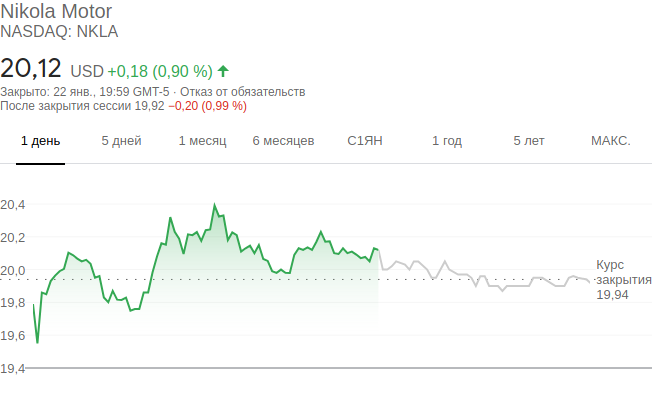 Nikola Motor
NASDAQ: NKLA
20,12 USD +0,18 (0,90 %)
Закрыто: 22 янв., 19:59 GMT-5 · Отказ от обязательств
После закрытия сессии 19,92 −0,20 (0,99 %)
1 день 5 дней 1 месяц 6 месяцев С1ЯН 1 год 5 лет МАКС.
20,4
20,2
20,0
19,8
19,6
19,4
Курс
закрытия
19,94